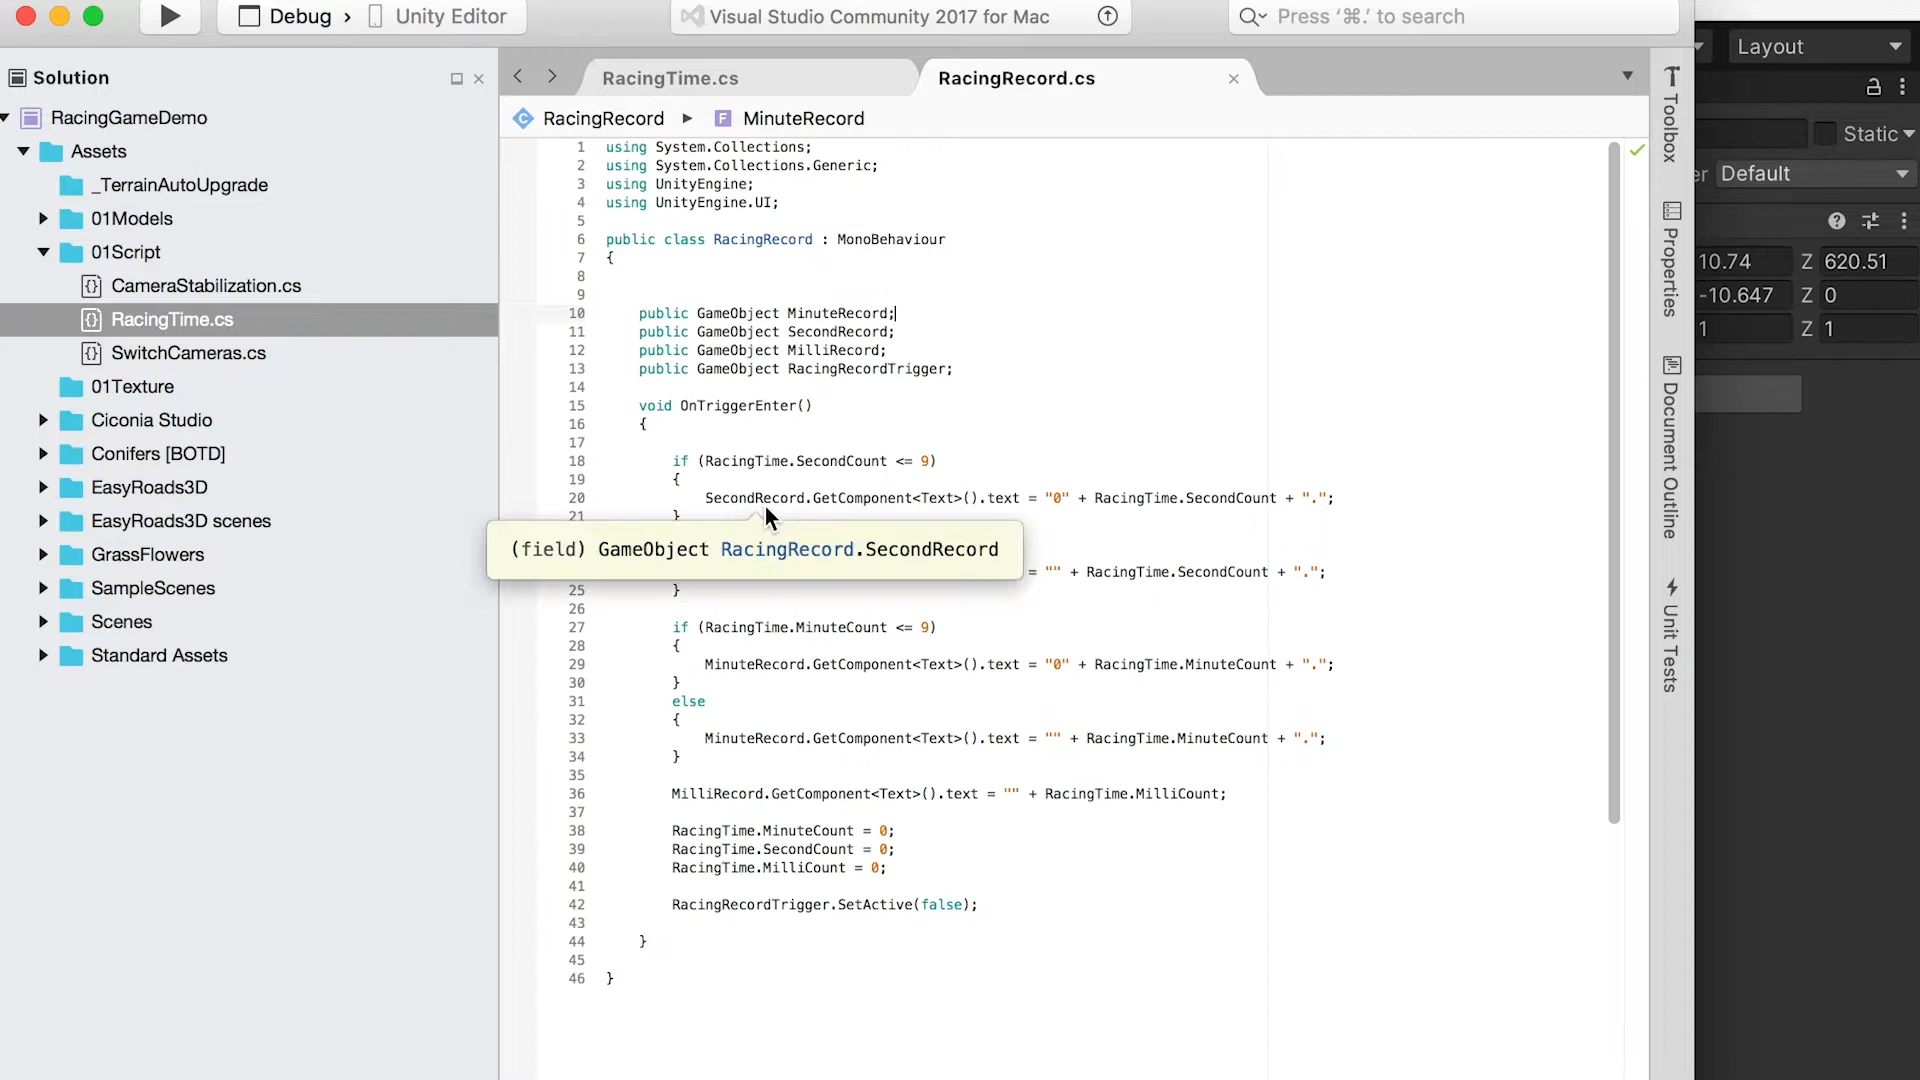 Debug › Unity Editor
Visual Studio Community 2017 for Mac
Press ‘⌘.’ to search
Layout
Solution
RacingTime.cs
RacingRecord.cs
RacingRecord ▸ MinuteRecord
Static
Default
10.74 Z 620.51
-10.647 Z 0
1 Z 1
Toolbox
Properties
Document Outline
Unit Tests
RacingGameDemo
Assets
_TerrainAutoUpgrade
01Models
01Script
CameraStabilization.cs
RacingTime.cs
SwitchCameras.cs
01Texture
Ciconia Studio
Conifers [BOTD]
EasyRoads3D
EasyRoads3D scenes
GrassFlowers
SampleScenes
Scenes
Standard Assets
1 using System.Collections;
2 using System.Collections.Generic;
3 using UnityEngine;
4 using UnityEngine.UI;
5
6 public class RacingRecord : MonoBehaviour
7 {
8
9
10 public GameObject MinuteRecord;
11 public GameObject SecondRecord;
12 public GameObject MilliRecord;
13 public GameObject RacingRecordTrigger;
14
15 void OnTriggerEnter()
16 {
17
18 if (RacingTime.SecondCount <= 9)
19 {
20 SecondRecord.GetComponent<Text>().text = "0" + RacingTime.SecondCount + ".";
21 }
(field) GameObject RacingRecord.SecondRecord
= "" + RacingTime.SecondCount + ".";
25 }
26
27 if (RacingTime.MinuteCount <= 9)
28 {
29 MinuteRecord.GetComponent<Text>().text = "0" + RacingTime.MinuteCount + ".";
30 }
31 else
32 {
33 MinuteRecord.GetComponent<Text>().text = "" + RacingTime.MinuteCount + ".";
34 }
35
36 MilliRecord.GetComponent<Text>().text = "" + RacingTime.MilliCount;
37
38 RacingTime.MinuteCount = 0;
39 RacingTime.SecondCount = 0;
40 RacingTime.MilliCount = 0;
41
42 RacingRecordTrigger.SetActive(false);
43
44 }
45
46 }